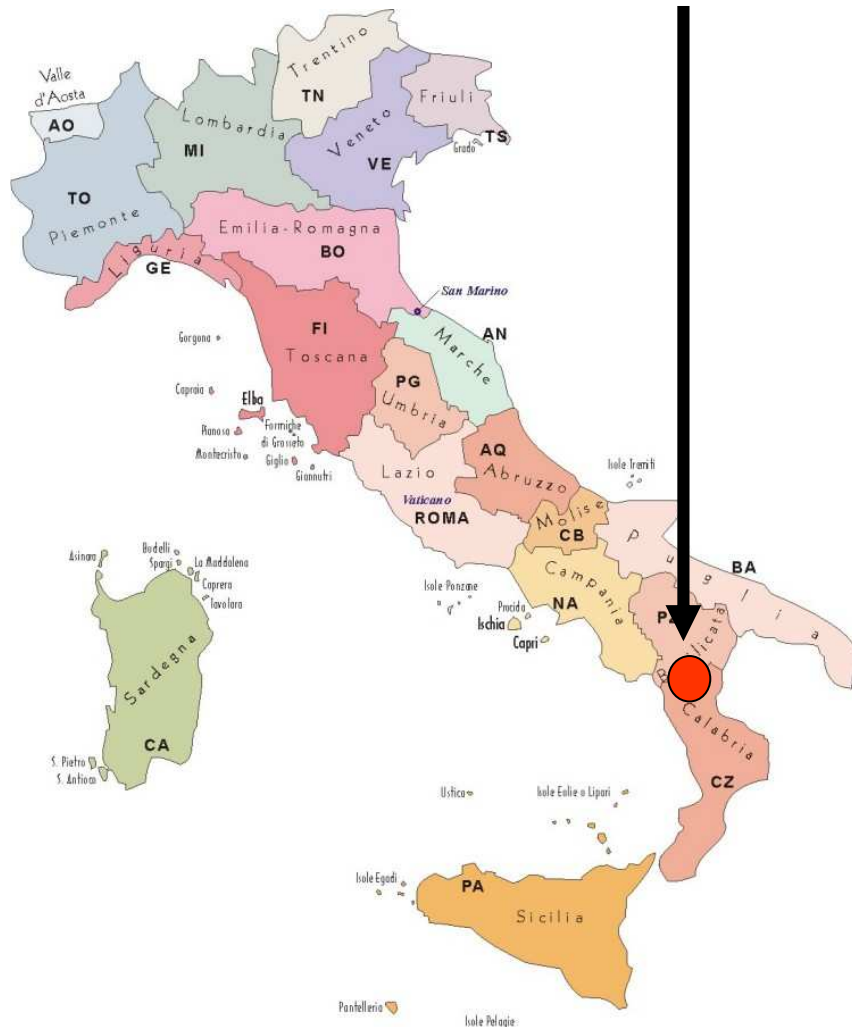 Trentino
Valle
d'Aosta
TN
Friuli
AO
Lombardia
Veneto
TS
Grado
MI
VE
TO
Piemonte
Emilia-Romagna
BO
Liguria
GE
San Marino
AN
Gorgona
FI
Toscana
Marche
PG
Umbria
Capraia
Elba
Pianosa
Formiche
di Grosseto
Montecristo
Giglio
Giannutri
AQ
Abruzzo
Isole Tremiti
Lazio
Vaticano
ROMA
Molise
CB
Puglia
BA
Asinara
Budelli
Spargi
La Maddalena
Caprera
Tavolara
Isole Ponzane
Campania
NA
Procida
Ischia
Capri
Sardegna
CA
S. Pietro
S. Antioco
Calabria
CZ
Ustica
Isole Eolie o Lipari
Isole Egadi
PA
Sicilia
Pantelleria
Isole Pelagie